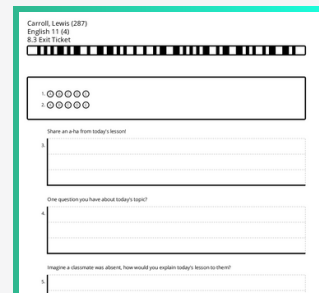 Carroll, Lewis (287)
English 11 (4)
8.3 Exit Ticket
1. A B C D E
2. A B C D E
Share an a-ha from today's lesson!
3.
One question you have about today's topic?
4.
Imagine a classmate was absent, how would you explain today's lesson to them?
5.